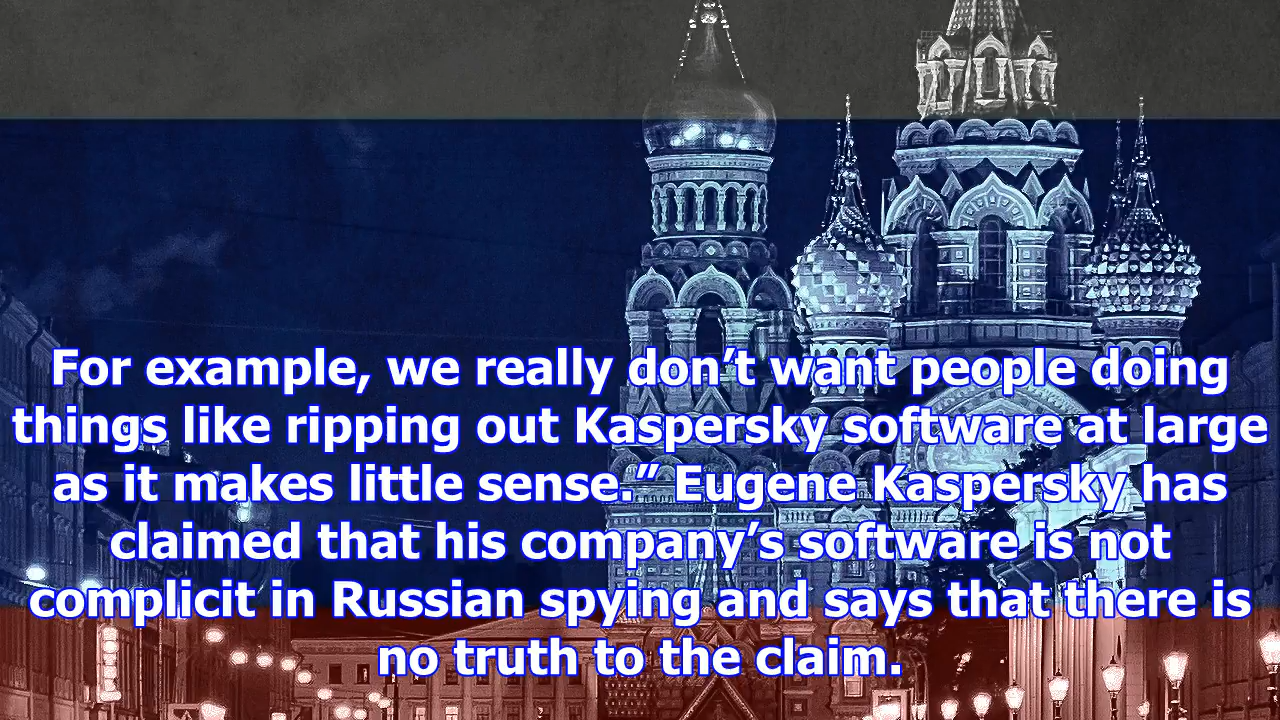 For example, we really don’t want people doing
things like ripping out Kaspersky software at large
as it makes little sense.” Eugene Kaspersky has
claimed that his company’s software is not
complicit in Russian spying and says that there is
no truth to the claim.